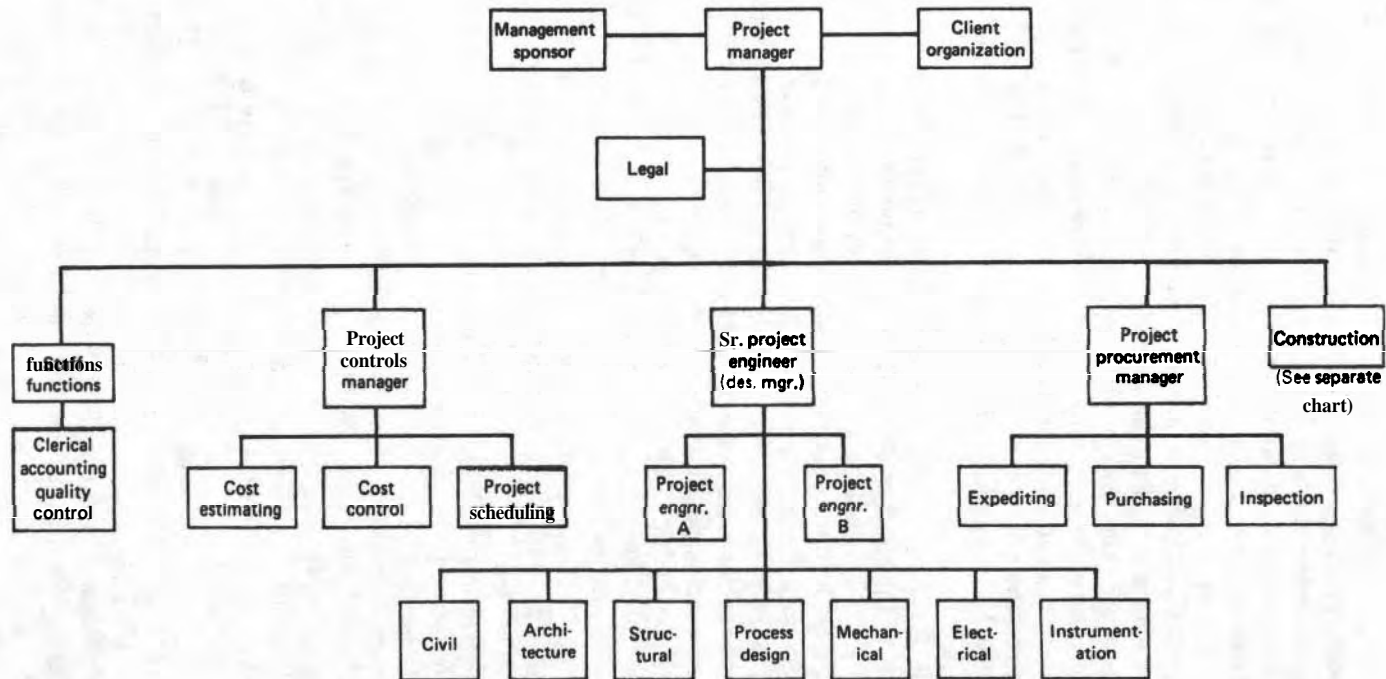 Management
sponsor
Project
manager
Client
organization
Legal
functions
functions
Project
controls
manager
Sr. project
engineer
(des. mgr.)
Project
procurement
manager
Construction
(See separate
chart)
Clerical
accounting
quality
control
Cost
estimating
Cost
control
Project
scheduling
Project
engnr.
A
Project
engnr.
B
Expediting
Purchasing
Inspection
Civil
Archi-
tecture
Struc-
tural
Process
design
Mechan-
ical
Elect-
rical
Instrument-
ation